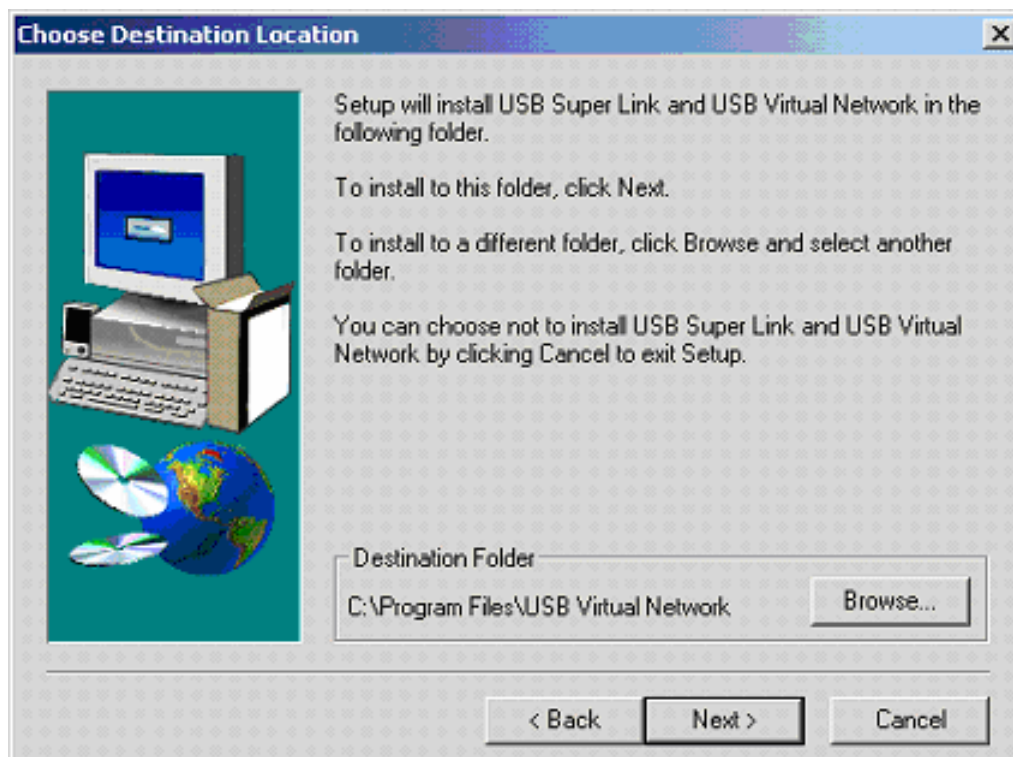 Choose Destination Location
Setup will install USB Super Link and USB Virtual Network in the
following folder.
To install to this folder, click Next.
To install to a different folder, click Browse and select another
folder.
You can choose not to install USB Super Link and USB Virtual
Network by clicking Cancel to exit Setup.
Destination Folder
C:\Program Files\USB Virtual Network
Browse...
< Back
Next >
Cancel